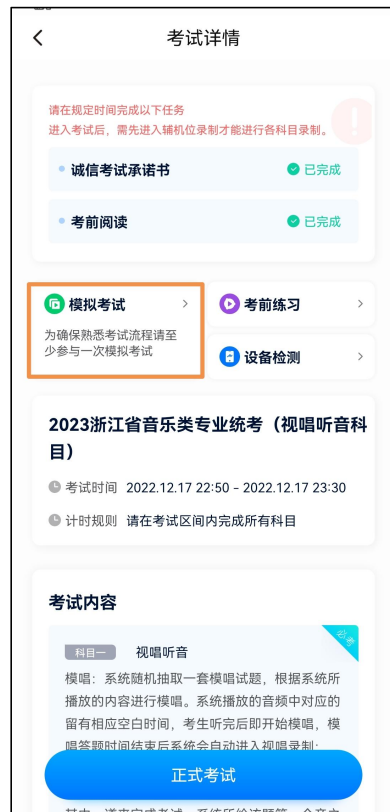 考试详情
请在规定时间完成以下任务
进入考试后，需先进入辅机位录制才能进行各科目录制。
诚信考试承诺书 已完成
考前阅读 已完成
模拟考试
为确保熟悉考试流程请至
少参与一次模拟考试
考前练习
设备检测
2023浙江省音乐类专业统考（视唱听音科
目）
考试时间 2022.12.17 22:50 - 2022.12.17 23:30
计时规则 请在考试区间内完成所有科目
考试内容
必考
科目一 视唱听音
模唱：系统随机抽取一套模唱试题，根据系统所
播放的内容进行模唱。系统播放的音频中对应的
留有相应空白时间，考生听完后即开始模唱，模
唱答题时间结束后系统会自动进入视唱录制；
正式考试